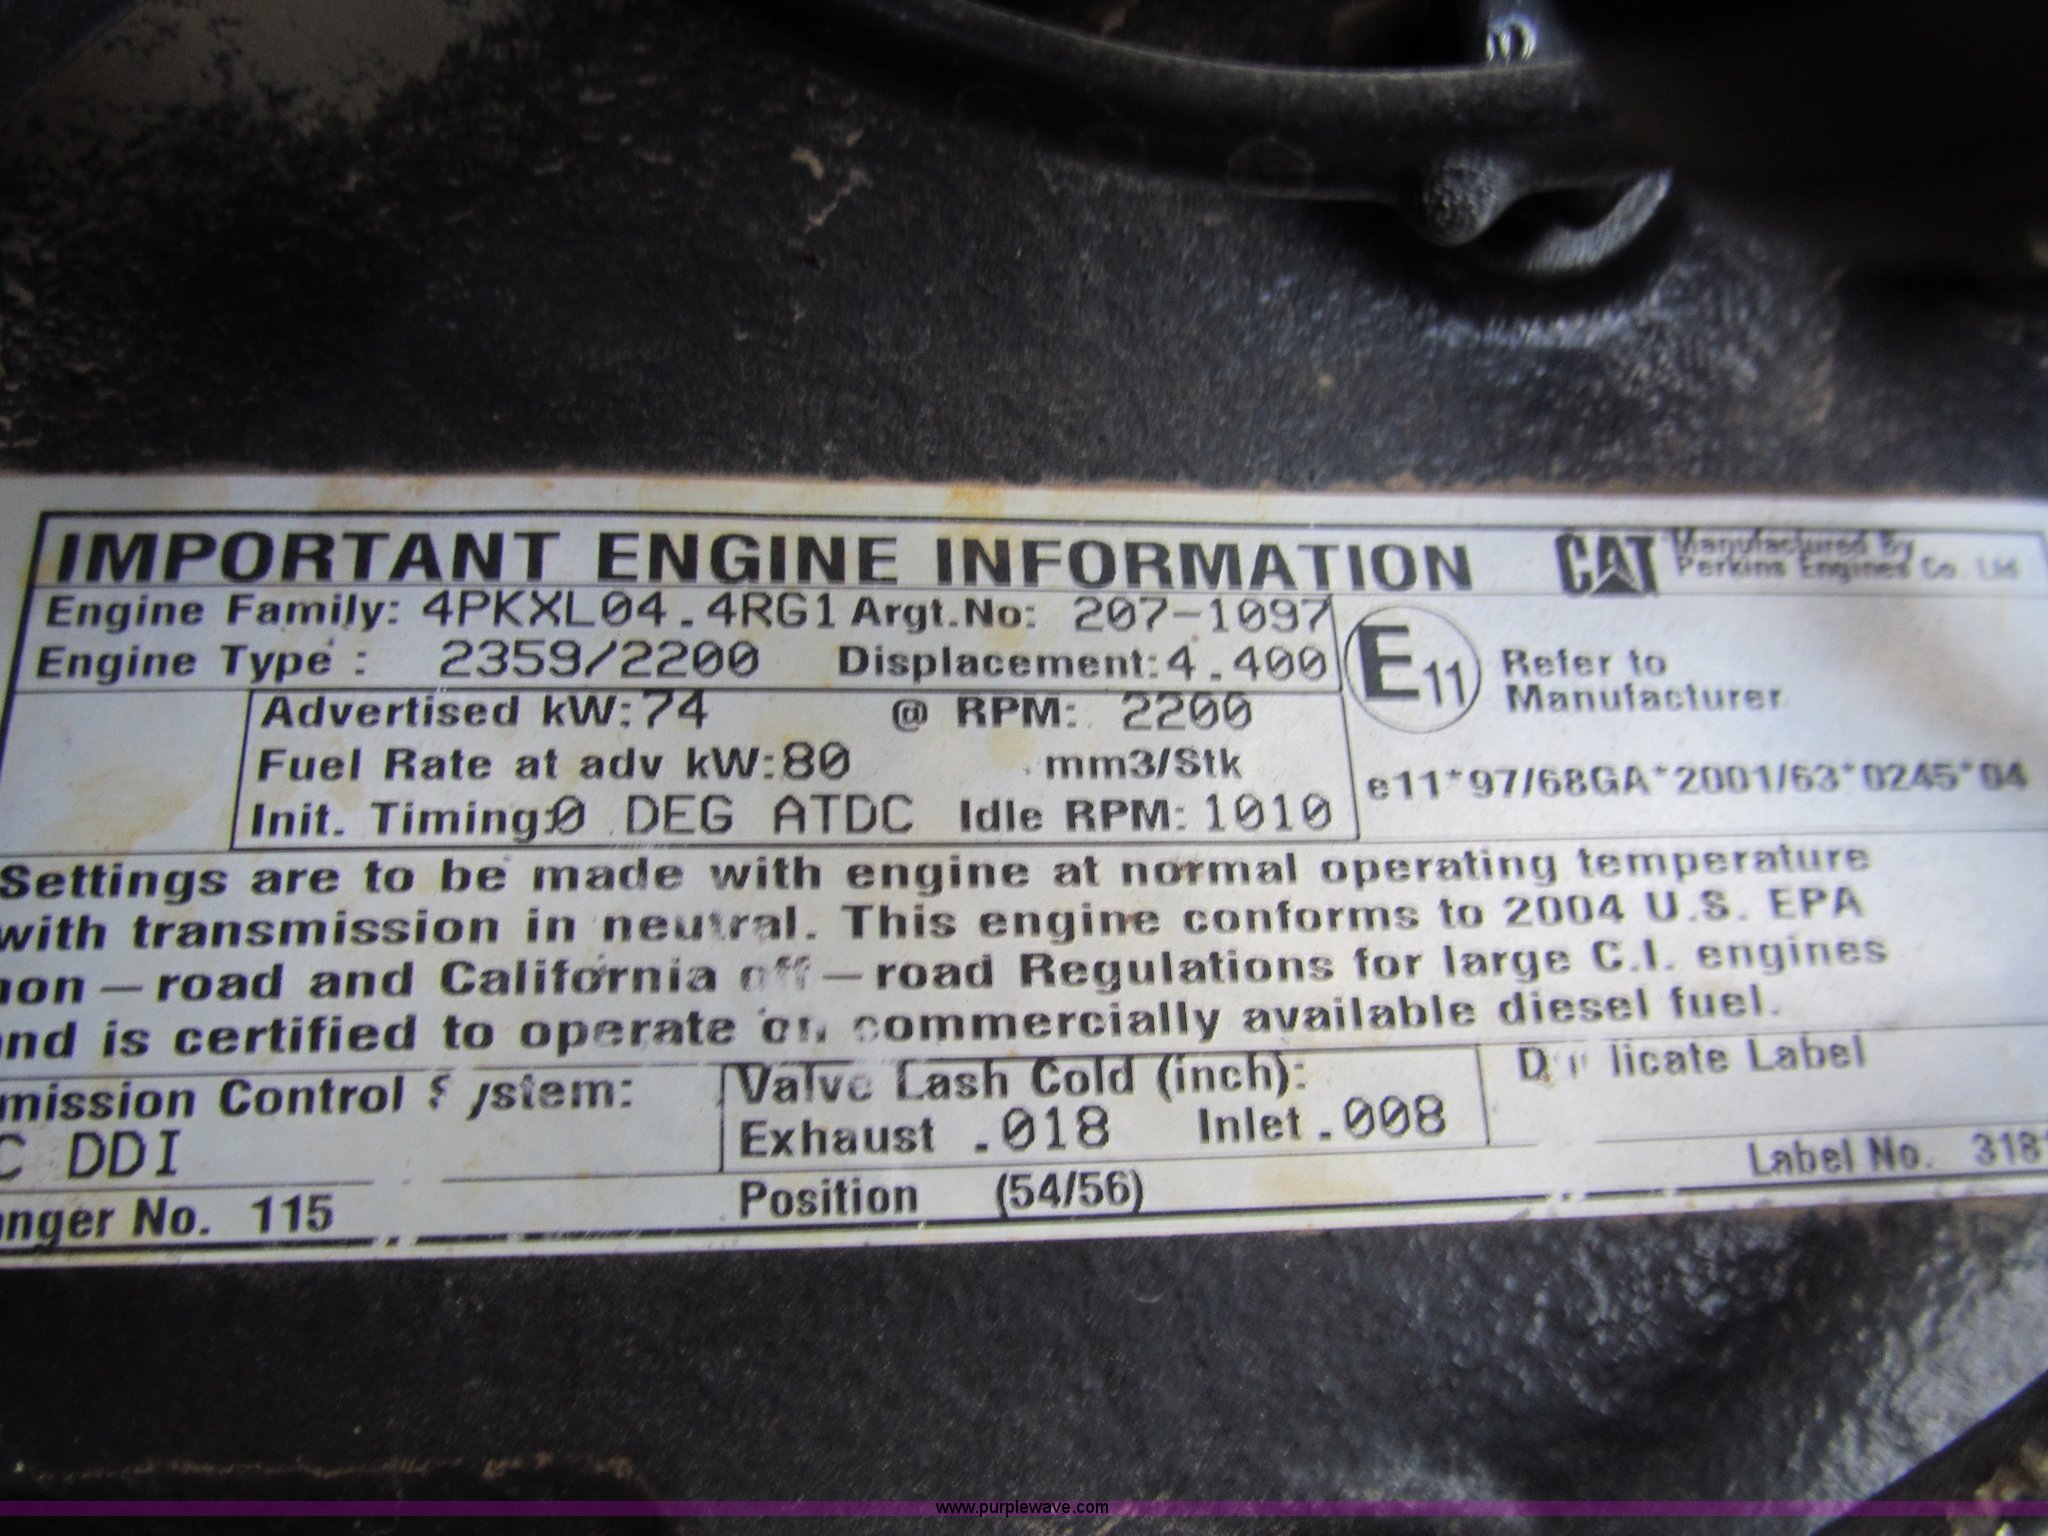 IMPORTANT ENGINE INFORMATION CAT Manufactured By
Perkins Engines Co. Ltd
Engine Family: 4PKXL04.4RG1 Argt.No: 207-1097
Engine Type : 2359/2200 Displacement:4.400
E11 Refer to
Manufacturer
Advertised kW:74 @ RPM: 2200
Fuel Rate at adv kW:80 mm3/Stk
e11*97/68GA*2001/63*0245*04
Init. Timing:0 DEG ATDC Idle RPM: 1010
Settings are to be made with engine at normal operating temperature
with transmission in neutral. This engine conforms to 2004 U.S. EPA
non-road and California off-road Regulations for large C.I. engines
nd is certified to operate on commercially available diesel fuel.
mission Control System:
C DDI
Valve Lash Cold (inch):
Exhaust .018 Inlet .008
Duplicate Label
nger No. 115 Position (54/56) Label No. 3181
www.purplewave.com